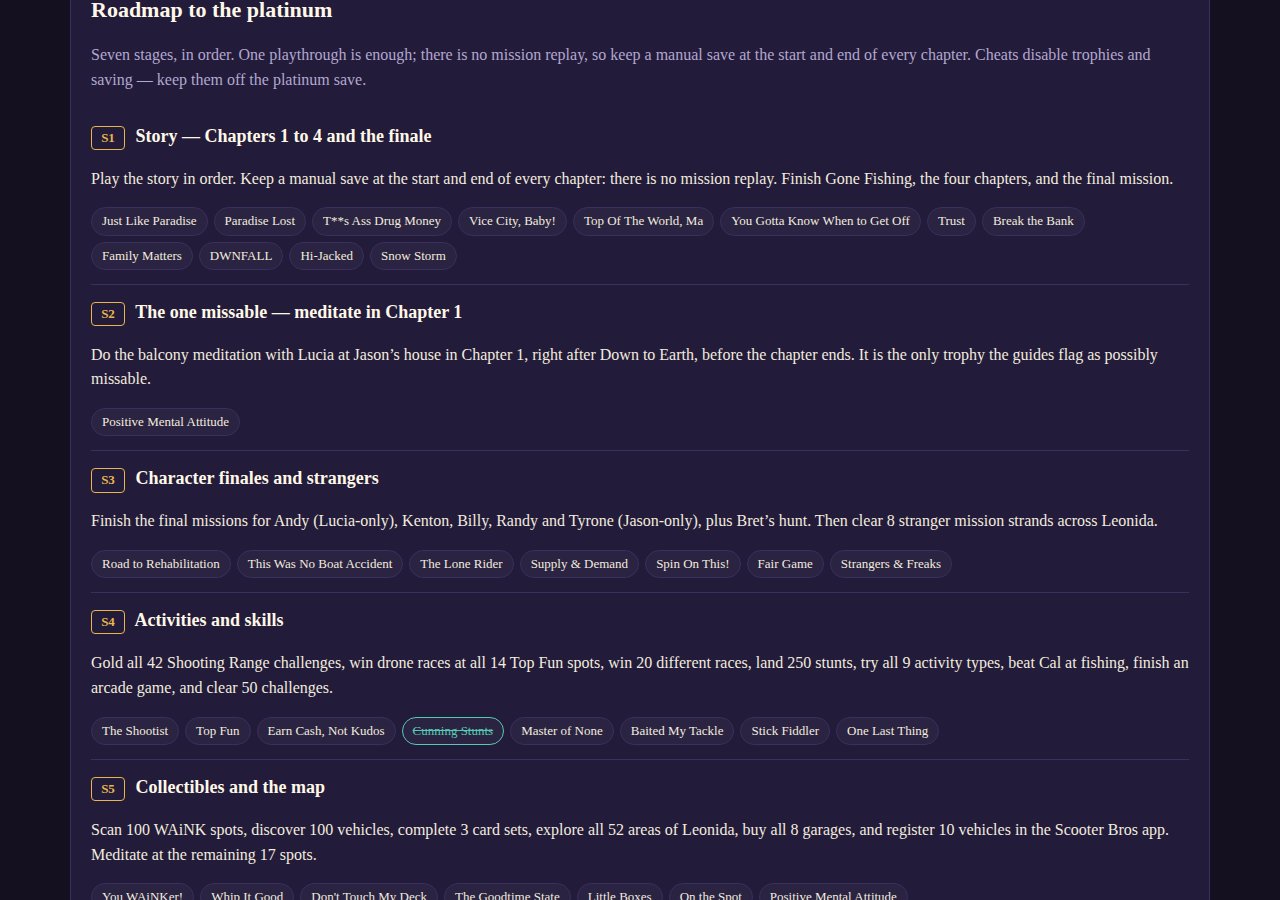 Roadmap to the platinum
Seven stages, in order. One playthrough is enough; there is no mission replay, so keep a manual save at the start and end of every chapter. Cheats disable trophies and
saving — keep them off the platinum save.
S1 Story — Chapters 1 to 4 and the finale
Play the story in order. Keep a manual save at the start and end of every chapter: there is no mission replay. Finish Gone Fishing, the four chapters, and the final mission.
Just Like Paradise Paradise Lost T**s Ass Drug Money Vice City, Baby! Top Of The World, Ma You Gotta Know When to Get Off Trust Break the Bank
Family Matters DWNFALL Hi-Jacked Snow Storm
S2 The one missable — meditate in Chapter 1
Do the balcony meditation with Lucia at Jason’s house in Chapter 1, right after Down to Earth, before the chapter ends. It is the only trophy the guides flag as possibly
missable.
Positive Mental Attitude
S3 Character finales and strangers
Finish the final missions for Andy (Lucia-only), Kenton, Billy, Randy and Tyrone (Jason-only), plus Bret’s hunt. Then clear 8 stranger mission strands across Leonida.
Road to Rehabilitation This Was No Boat Accident The Lone Rider Supply & Demand Spin On This! Fair Game Strangers & Freaks
S4 Activities and skills
Gold all 42 Shooting Range challenges, win drone races at all 14 Top Fun spots, win 20 different races, land 250 stunts, try all 9 activity types, beat Cal at fishing, finish an
arcade game, and clear 50 challenges.
The Shootist Top Fun Earn Cash, Not Kudos Cunning Stunts Master of None Baited My Tackle Stick Fiddler One Last Thing
S5 Collectibles and the map
Scan 100 WAiNK spots, discover 100 vehicles, complete 3 card sets, explore all 52 areas of Leonida, buy all 8 garages, and register 10 vehicles in the Scooter Bros app.
Meditate at the remaining 17 spots.
You WAiNKer! Whip It Good Don't Touch My Deck The Goodtime State Little Boxes On the Spot Positive Mental Attitude